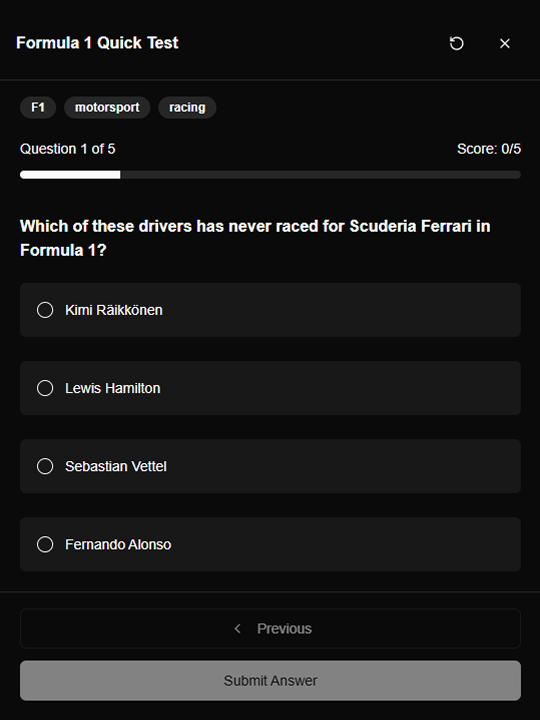 Formula 1 Quick Test
F1 motorsport racing
Question 1 of 5 Score: 0/5
Which of these drivers has never raced for Scuderia Ferrari in
Formula 1?
Kimi Räikkönen
Lewis Hamilton
Sebastian Vettel
Fernando Alonso
Previous
Submit Answer